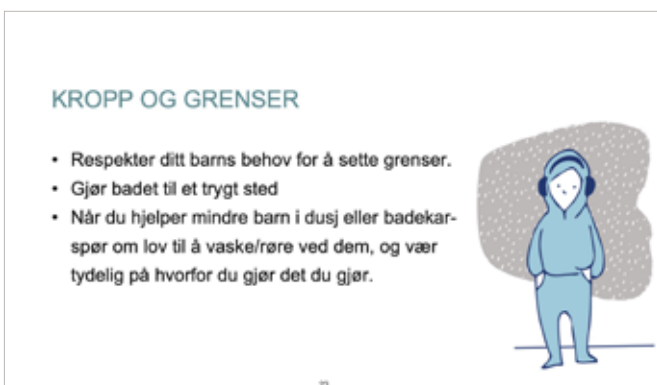 KROPP OG GRENSER
• Respekter ditt barns behov for å sette grenser.
• Gjør badet til et trygt sted
• Når du hjelper mindre barn i dusj eller badekar-
spør om lov til å vaske/røre ved dem, og vær
tydelig på hvorfor du gjør det du gjør.